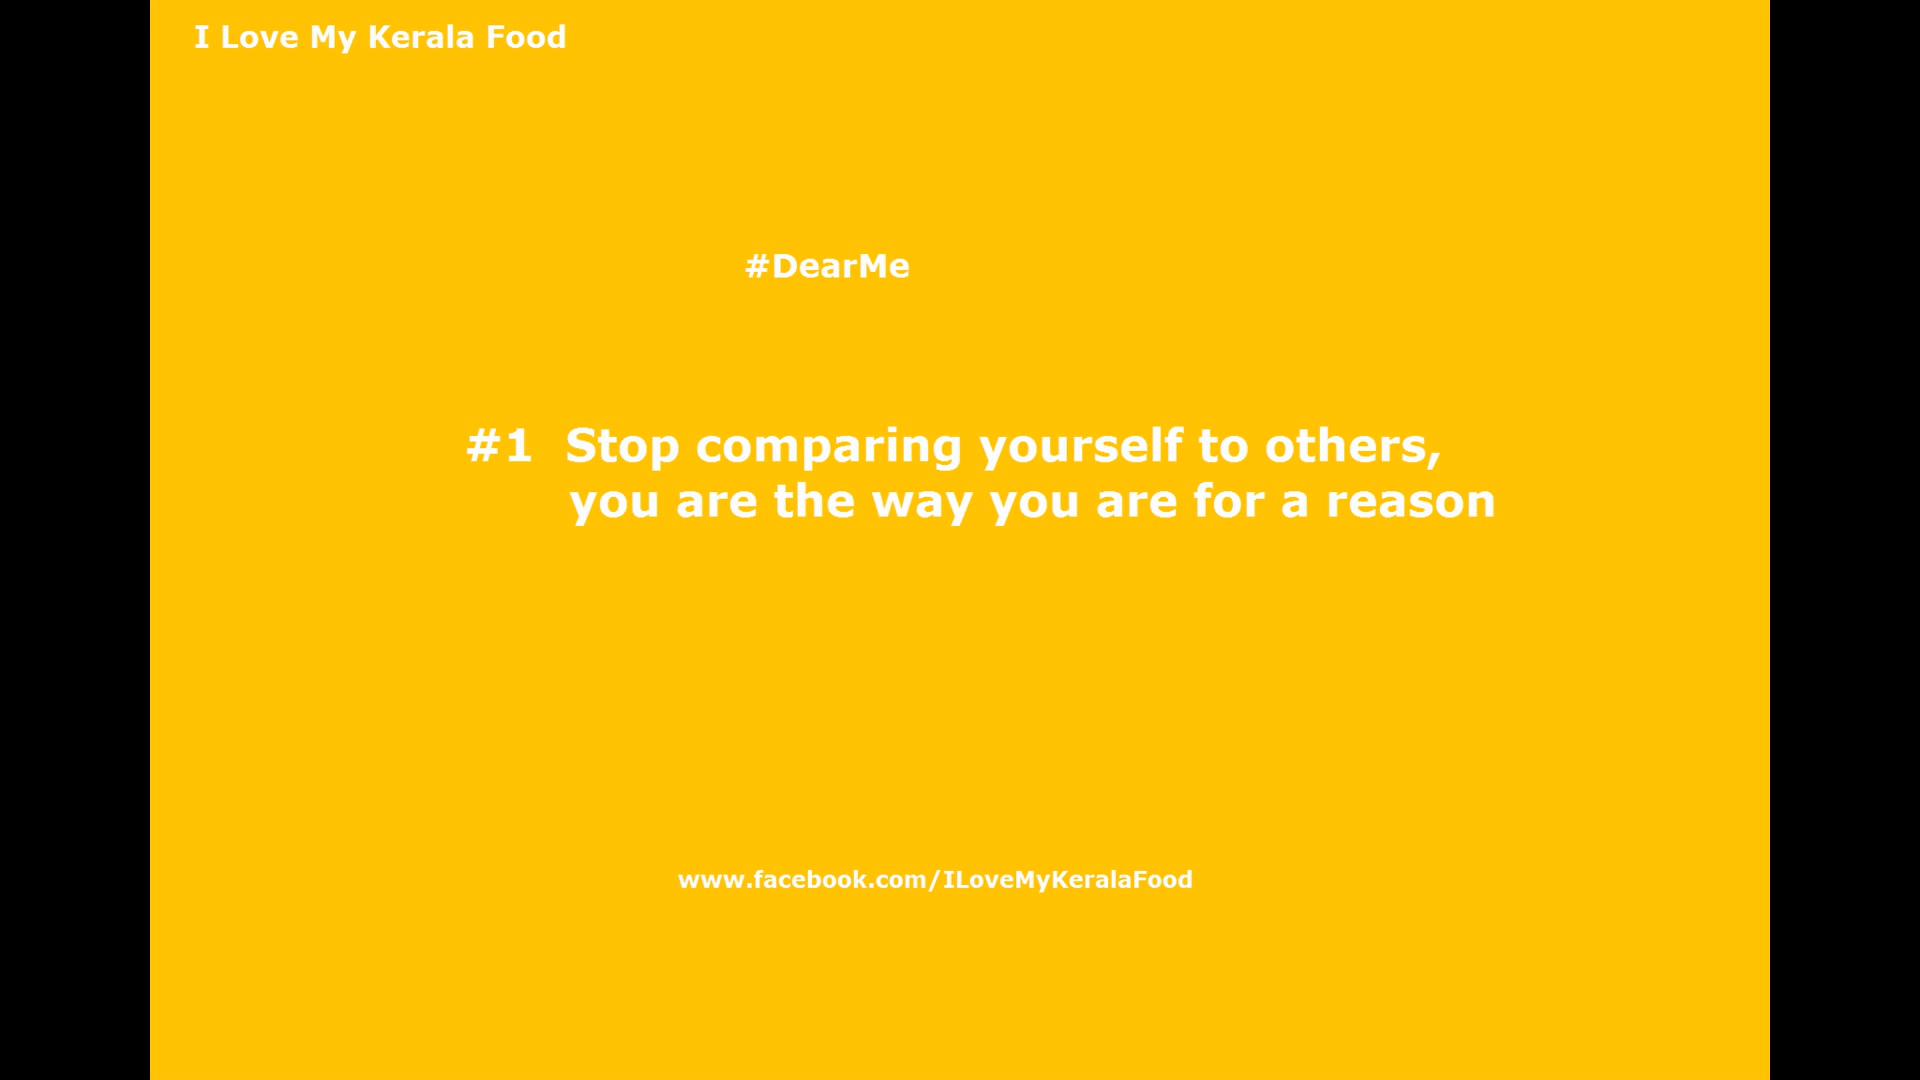 I Love My Kerala Food
#DearMe
#1 Stop comparing yourself to others,
you are the way you are for a reason
www.facebook.com/ILoveMyKeralaFood